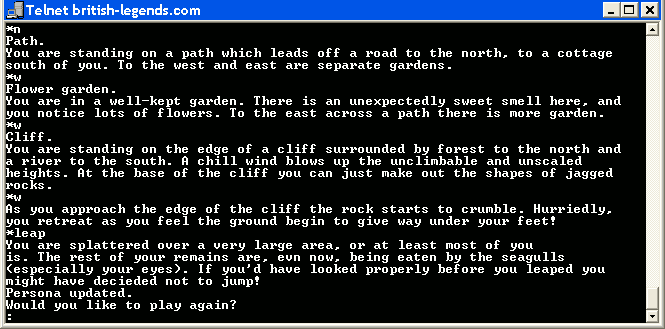 Telnet british-legends.com
*n
Path.
You are standing on a path which leads off a road to the north, to a cottage
south of you. To the west and east are separate gardens.
*w
Flower garden.
You are in a well-kept garden. There is an unexpectedly sweet smell here, and
you notice lots of flowers. To the east across a path there is more garden.
*w
Cliff.
You are standing on the edge of a cliff surrounded by forest to the north and
a river to the south. A chill wind blows up the unclimbable and unscaled
heights. At the base of the cliff you can just make out the shapes of jagged
rocks.
*w
As you approach the edge of the cliff the rock starts to crumble. Hurriedly,
you retreat as you feel the ground begin to give way under your feet!
*leap
You are splattered over a very large area, or at least most of you
is. The rest of your remains are, evn now, being eaten by the seagulls
(especially your eyes). If you'd have looked properly before you leaped you
might have decieded not to jump!
Persona updated.
Would you like to play again?
: